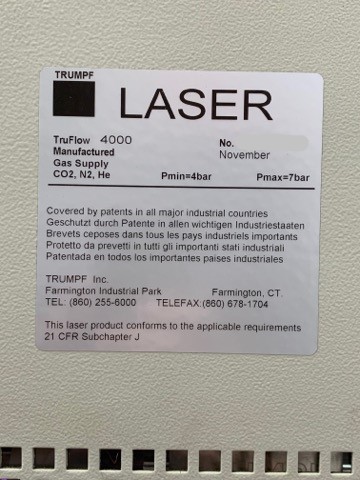 TRUMPF
LASER
TruFlow 4000 No.
Manufactured November
Gas Supply
CO2, N2, He Pmin=4bar Pmax=7bar
Covered by patents in all major industrial countries
Geschutzt durch Patente in allen wichtigen Industriestaaten
Brevets ceposes dans tous les pays industriels importants
Protetto da prevetti in tutti gli importanti stati industriali
Patentada en todos los importantes paises industriales
TRUMPF Inc.
Farmington Industrial Park Farmington, CT.
TEL: (860) 255-6000 TELEFAX:(860) 678-1704
This laser product conforms to the applicable requirements
21 CFR Subchapter J